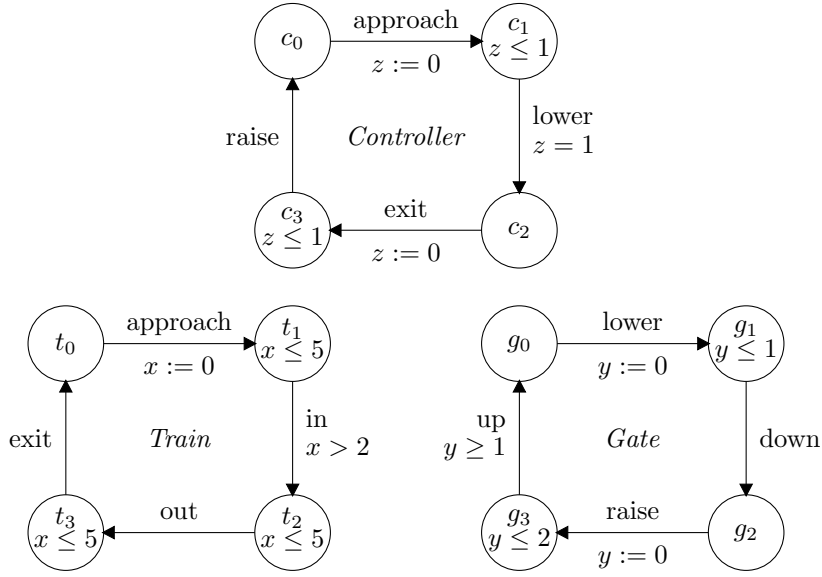 approach
z := 0
c0
c1
z ≤ 1
raise
Controller
lower
z = 1
c3
z ≤ 1
exit
z := 0
c2
approach
x := 0
t0
t1
x ≤ 5
exit
Train
in
x > 2
t3
x ≤ 5
out
t2
x ≤ 5
lower
y := 0
g0
g1
y ≤ 1
up
y ≥ 1
Gate
down
g3
y ≤ 2
raise
y := 0
g2